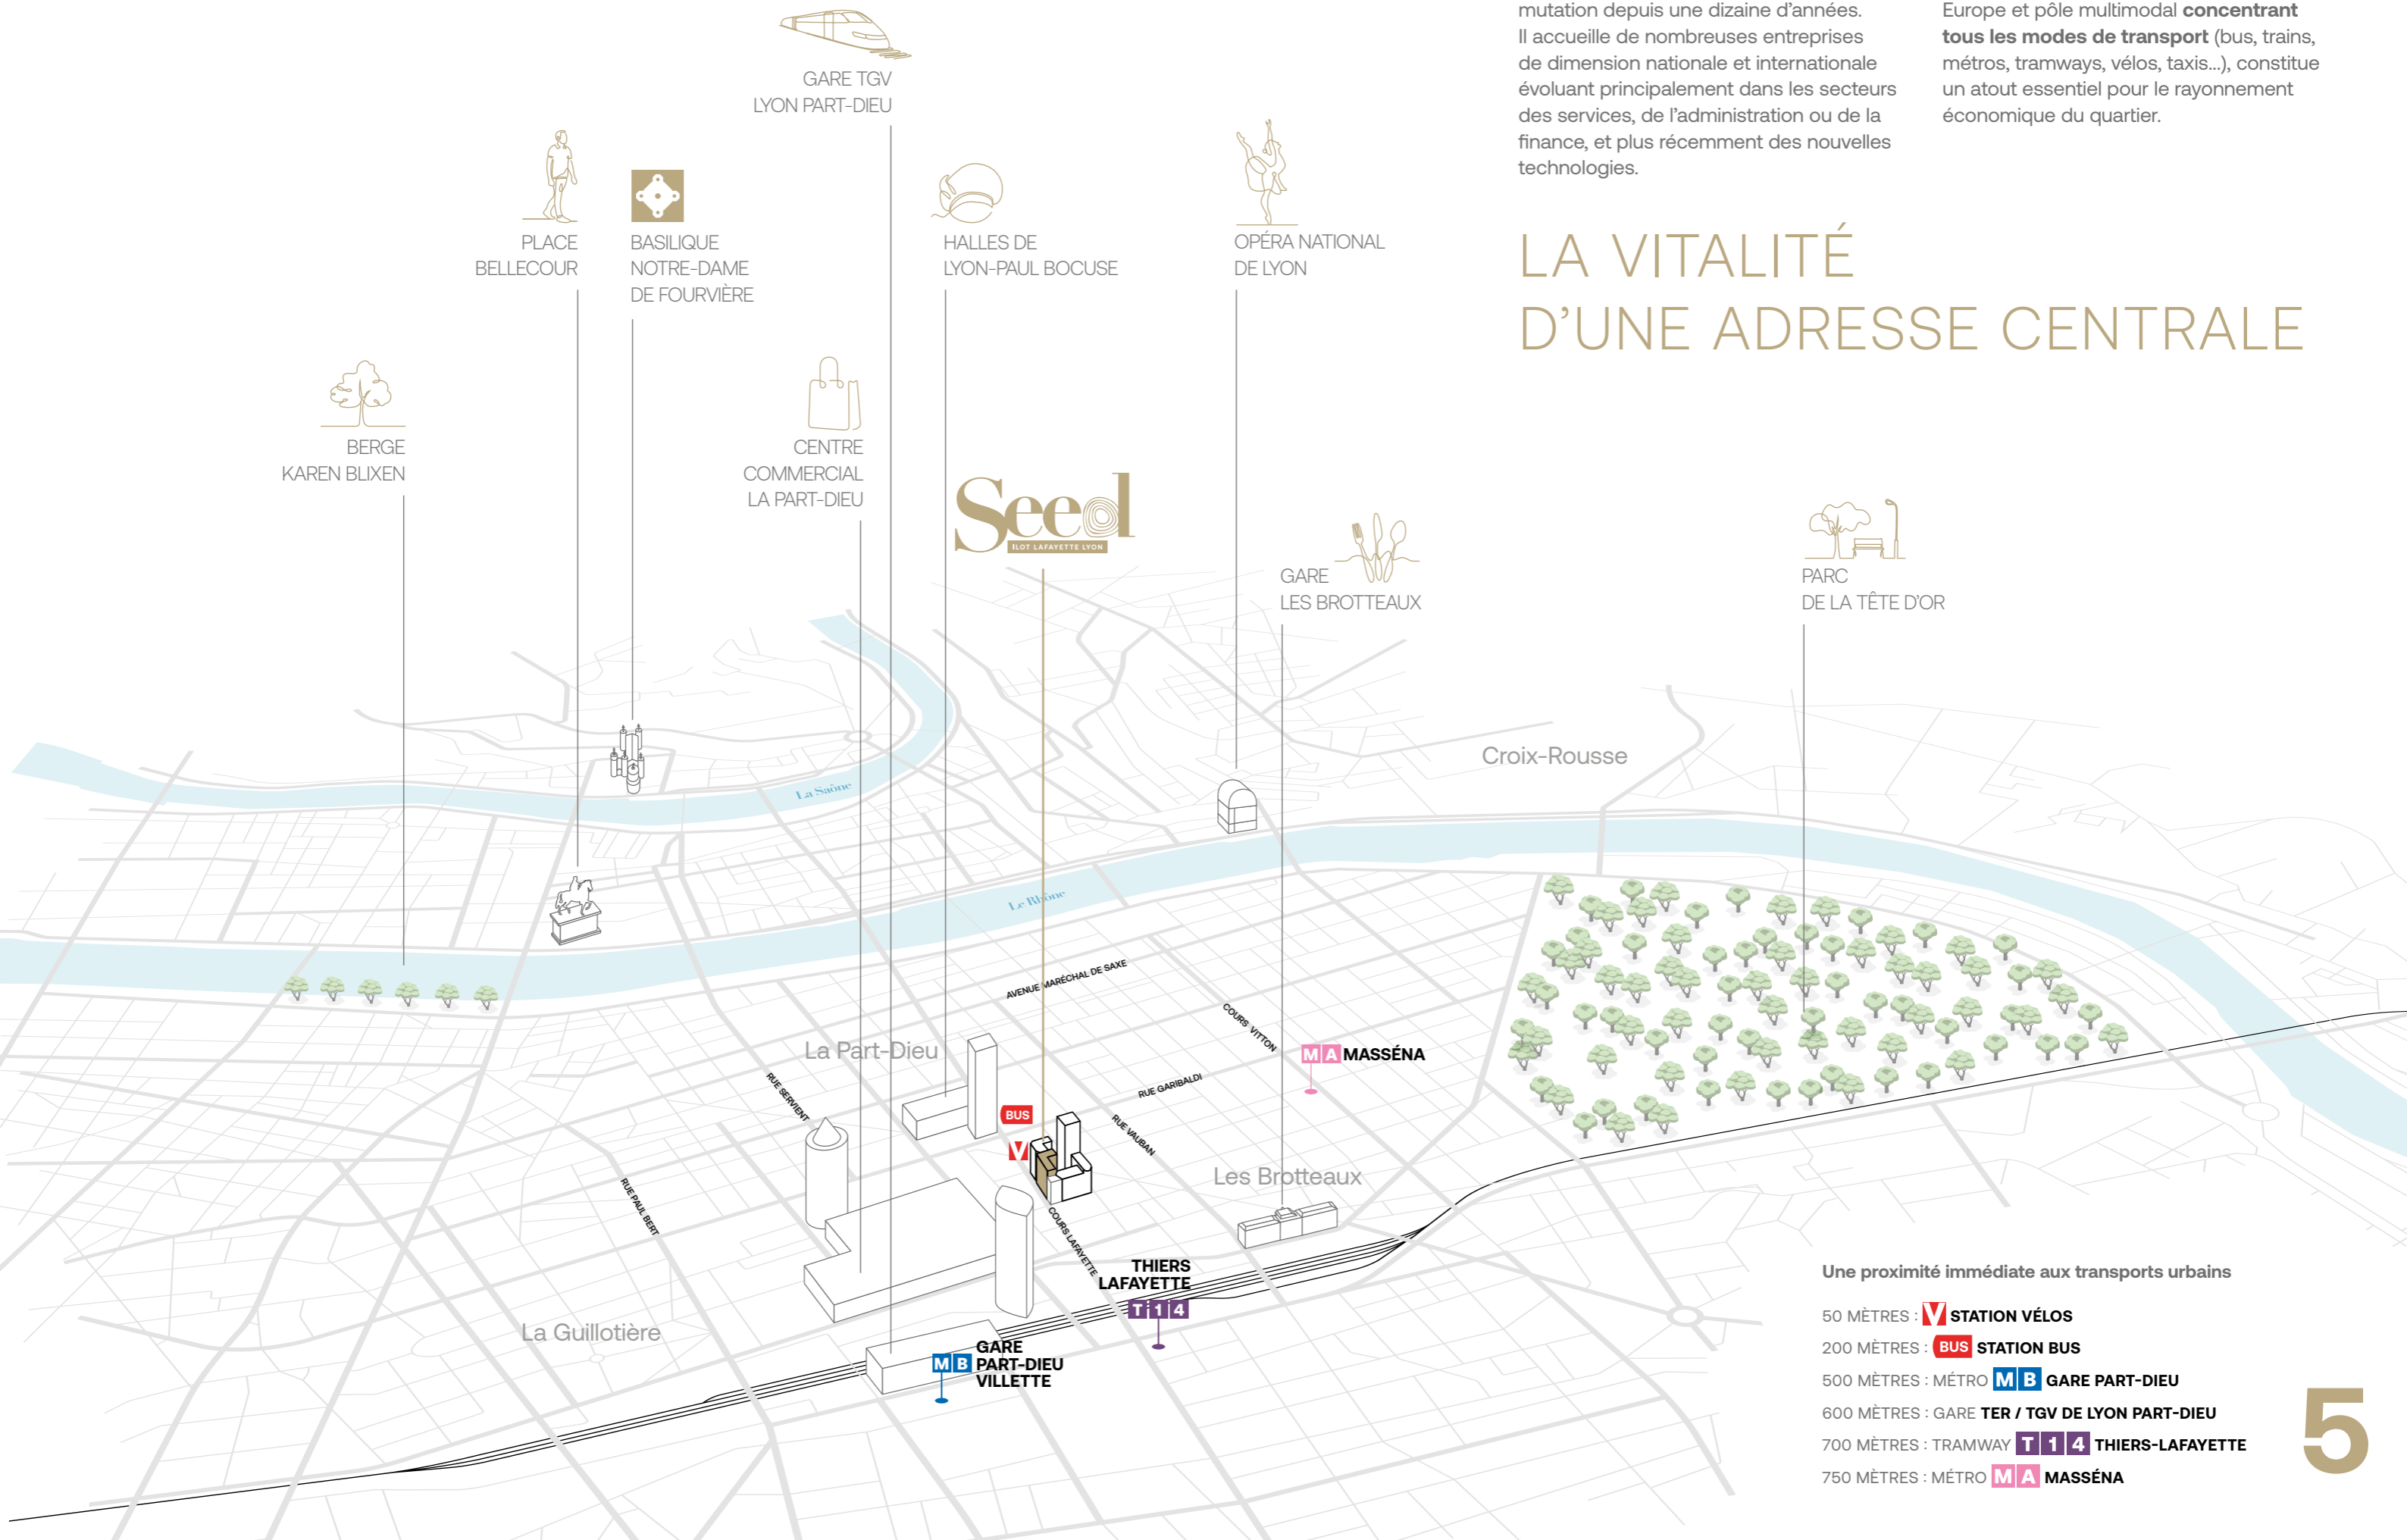 mutation depuis une dizaine d’années.
Il accueille de nombreuses entreprises
de dimension nationale et internationale
évoluant principalement dans les secteurs
des services, de l’administration ou de la
finance, et plus récemment des nouvelles
technologies.
Europe et pôle multimodal concentrant
tous les modes de transport (bus, trains,
métros, tramways, vélos, taxis...), constitue
un atout essentiel pour le rayonnement
économique du quartier.
LA VITALITÉ
D’UNE ADRESSE CENTRALE
GARE TGV
LYON PART-DIEU
PLACE
BELLECOUR
BASILIQUE
NOTRE-DAME
DE FOURVIÈRE
HALLES DE
LYON-PAUL BOCUSE
OPÉRA NATIONAL
DE LYON
BERGE
KAREN BLIXEN
CENTRE
COMMERCIAL
LA PART-DIEU
Seed
ILOT LAFAYETTE LYON
GARE
LES BROTTEAUX
PARC
DE LA TÊTE D’OR
Croix-Rousse
La Saône
Le Rhône
AVENUE MARÉCHAL DE SAXE
COURS VITTON
La Part-Dieu
M A MASSÉNA
RUE SERVIENT
RUE GARIBALDI
BUS
V
RUE VAUBAN
Les Brotteaux
RUE PAUL BERT
COURS LAFAYETTE
THIERS
LAFAYETTE
T 1 4
La Guillotière
M B GARE
PART-DIEU
VILLETTE
Une proximité immédiate aux transports urbains
50 MÈTRES : V STATION VÉLOS
200 MÈTRES : BUS STATION BUS
500 MÈTRES : MÉTRO M B GARE PART-DIEU
600 MÈTRES : GARE TER / TGV DE LYON PART-DIEU
700 MÈTRES : TRAMWAY T 1 4 THIERS-LAFAYETTE
750 MÈTRES : MÉTRO M A MASSÉNA
5